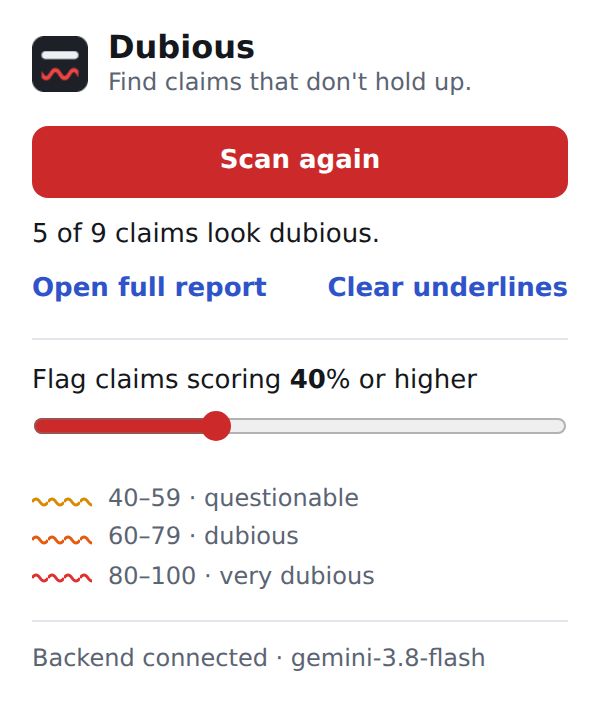 Dubious
Find claims that don't hold up.
Scan again
5 of 9 claims look dubious.
Open full report
Clear underlines
Flag claims scoring 40% or higher
40–59 · questionable
60–79 · dubious
80–100 · very dubious
Backend connected · gemini-3.8-flash